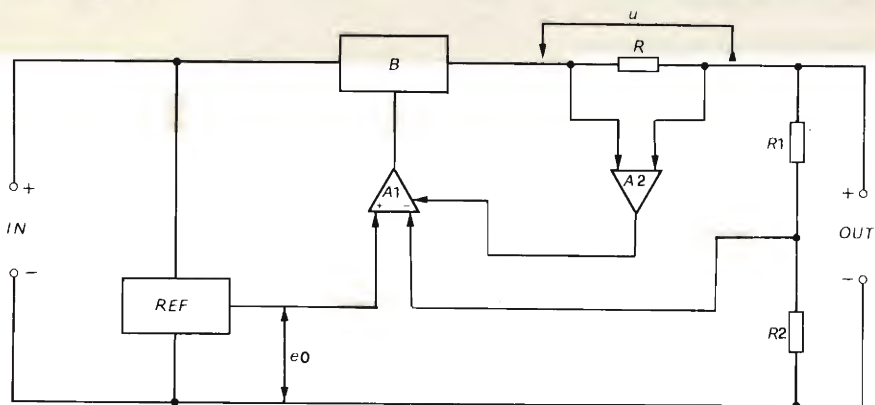 u
R
B
R1
A2
A1
+ -
+
IN
-
+
OUT
-
REF
e0
R2